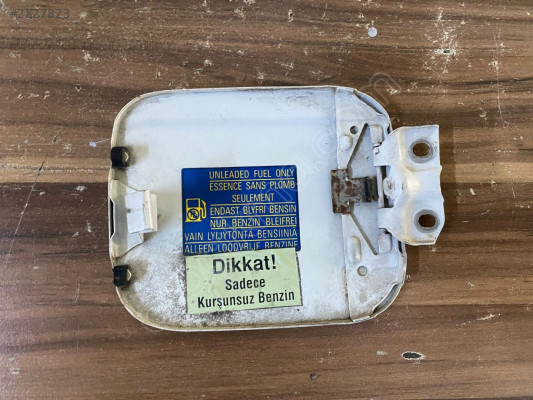 UNLEADED FUEL ONLY
ESSENCE SANS PLOMB
SEULEMENT
ENDAST BLYFRI BENSIN
NUR BENZIN BLEIFREI
VAIN LYIJYTÖNTÄ BENSIINIÄ
ALLEEN LOODVRIJE BENZINE
Dikkat!
Sadece
Kurşunsuz Benzin